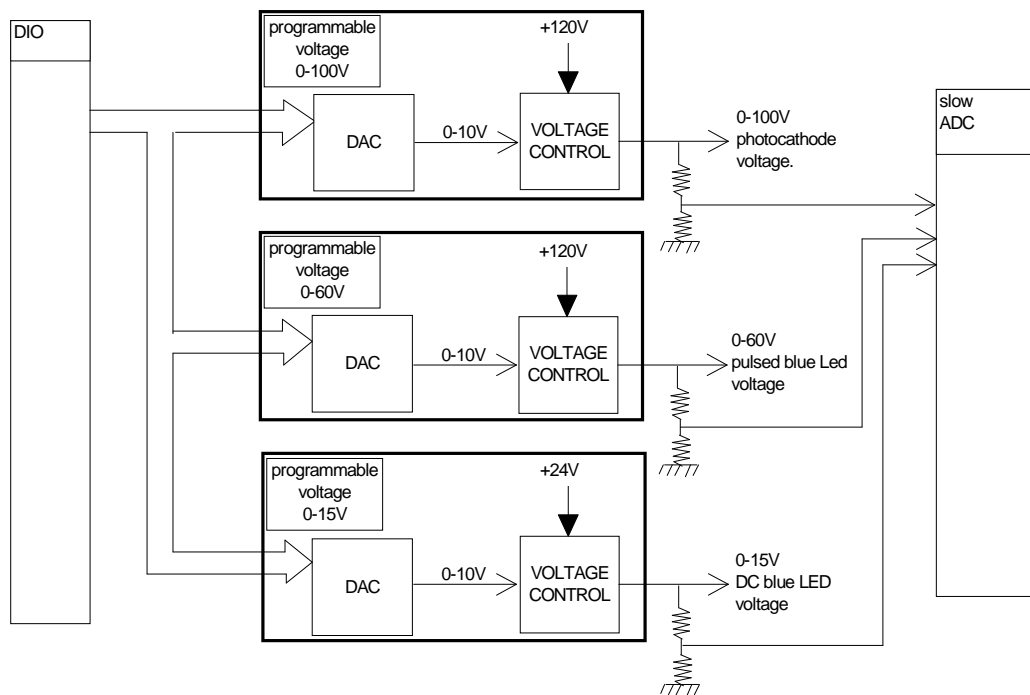 DIO
programmable
voltage
0-100V
+120V
DAC
0-10V
VOLTAGE
CONTROL
0-100V
photocathode
voltage.
slow
ADC
programmable
voltage
0-60V
+120V
DAC
0-10V
VOLTAGE
CONTROL
0-60V
pulsed blue Led
voltage
programmable
voltage
0-15V
+24V
DAC
0-10V
VOLTAGE
CONTROL
0-15V
DC blue LED
voltage